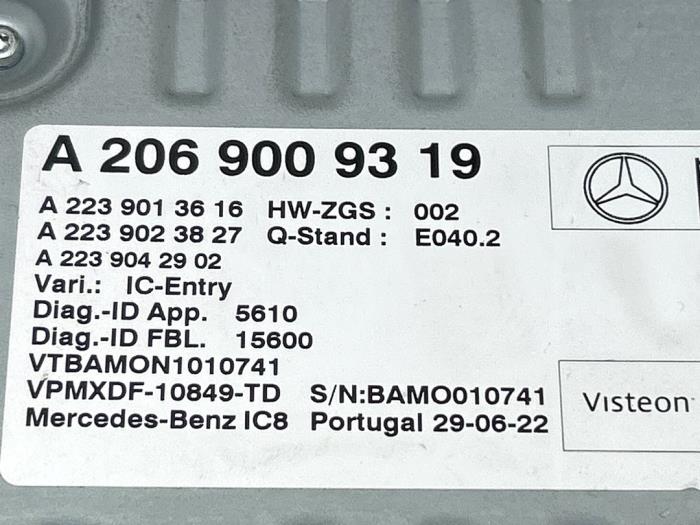 A 206 900 93 19
A 223 901 36 16 HW-ZGS : 002
A 223 902 38 27 Q-Stand : E040.2
A 223 904 29 02
Vari.: IC-Entry
Diag.-ID App. 5610
Diag.-ID FBL. 15600
VTBAMON1010741
VPMXDF-10849-TD S/N:BAMO010741
Mercedes-Benz IC8 Portugal 29-06-22
Visteon